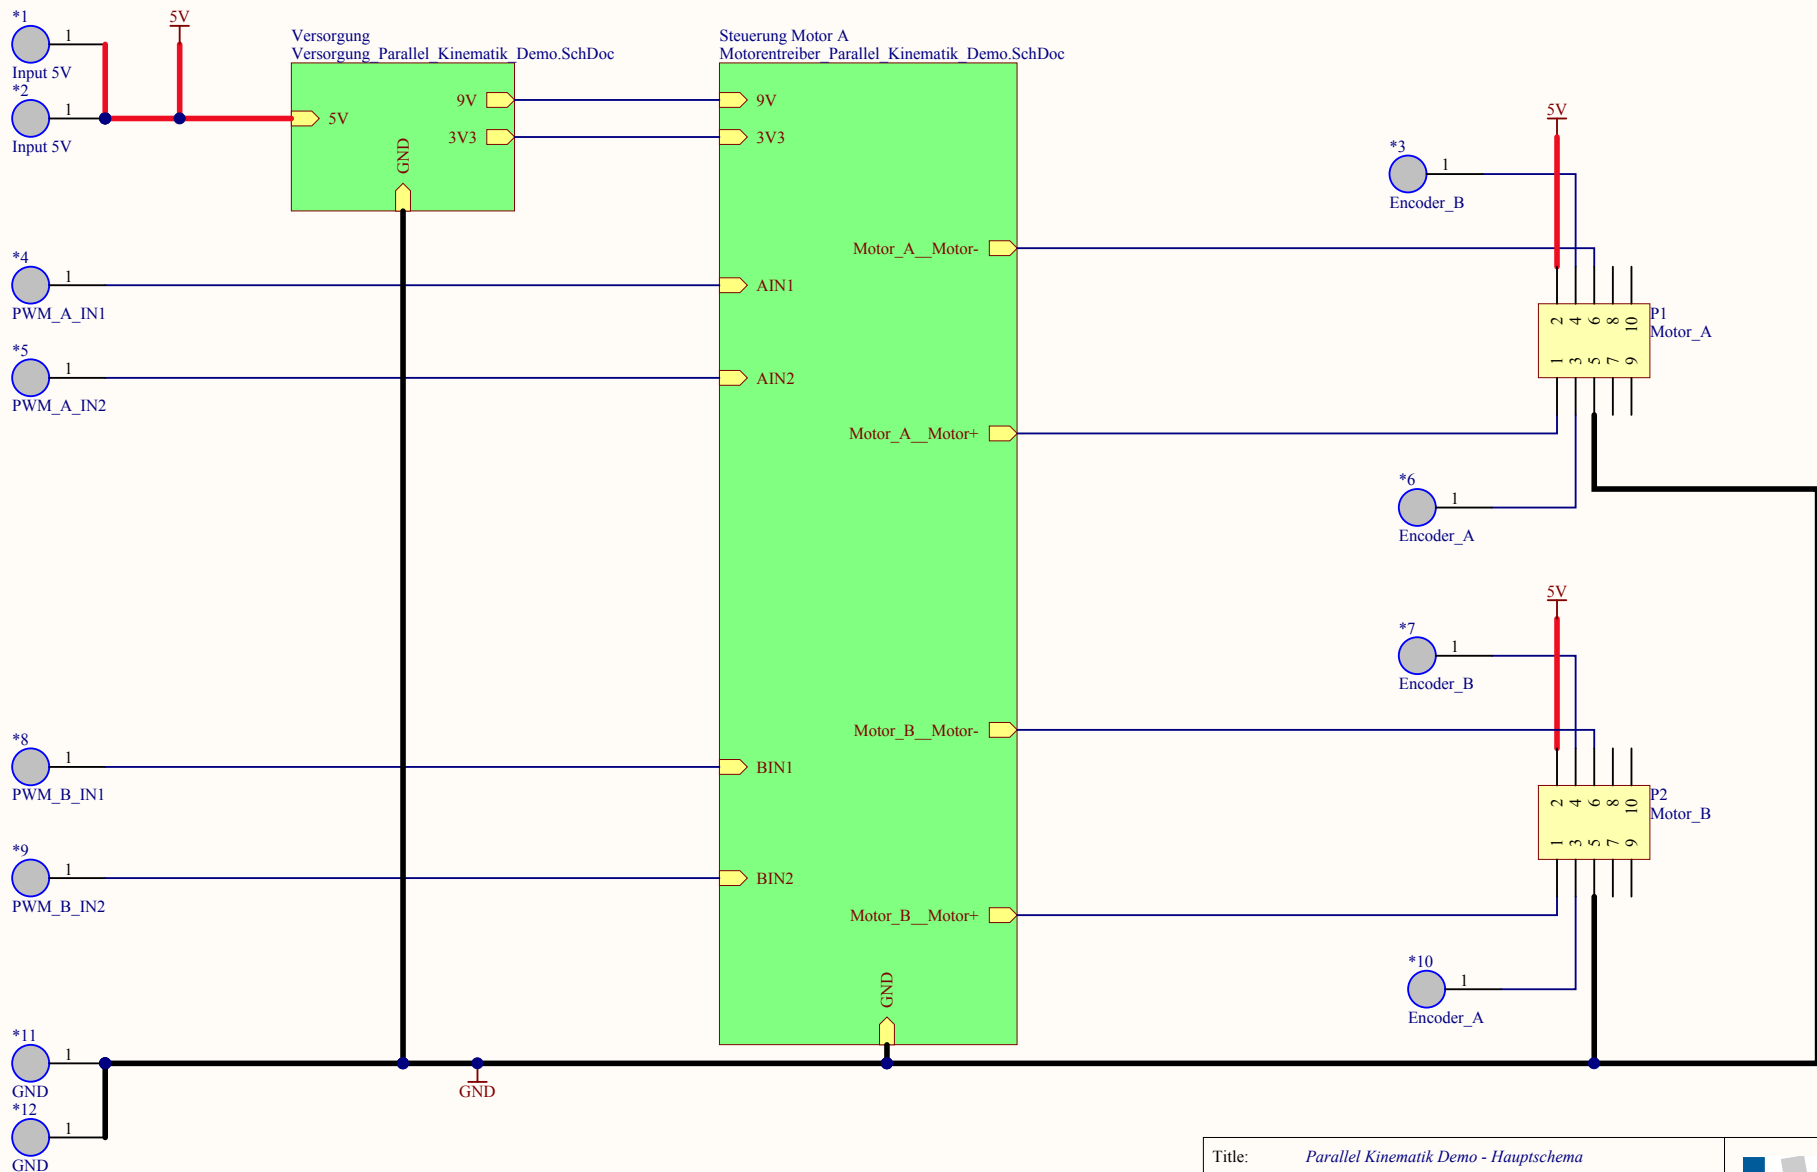 *1
1
Input 5V
*2
1
Input 5V
5V
Versorgung
Versorgung_Parallel_Kinematik_Demo.SchDoc
5V
9V
3V3
GND
Steuerung Motor A
Motorentreiber_Parallel_Kinematik_Demo.SchDoc
9V
3V3
Motor_A__Motor-
AIN1
AIN2
Motor_A__Motor+
Motor_B__Motor-
BIN1
BIN2
Motor_B__Motor+
GND
*4
1
PWM_A_IN1
*5
1
PWM_A_IN2
*8
1
PWM_B_IN1
*9
1
PWM_B_IN2
*11
1
GND
*12
1
GND
GND
5V
*3
1
Encoder_B
2 4 6 8 10
1 3 5 7 9
P1
Motor_A
*6
1
Encoder_A
5V
*7
1
Encoder_B
2 4 6 8 10
1 3 5 7 9
P2
Motor_B
*10
1
Encoder_A
Title: Parallel Kinematik Demo - Hauptschema